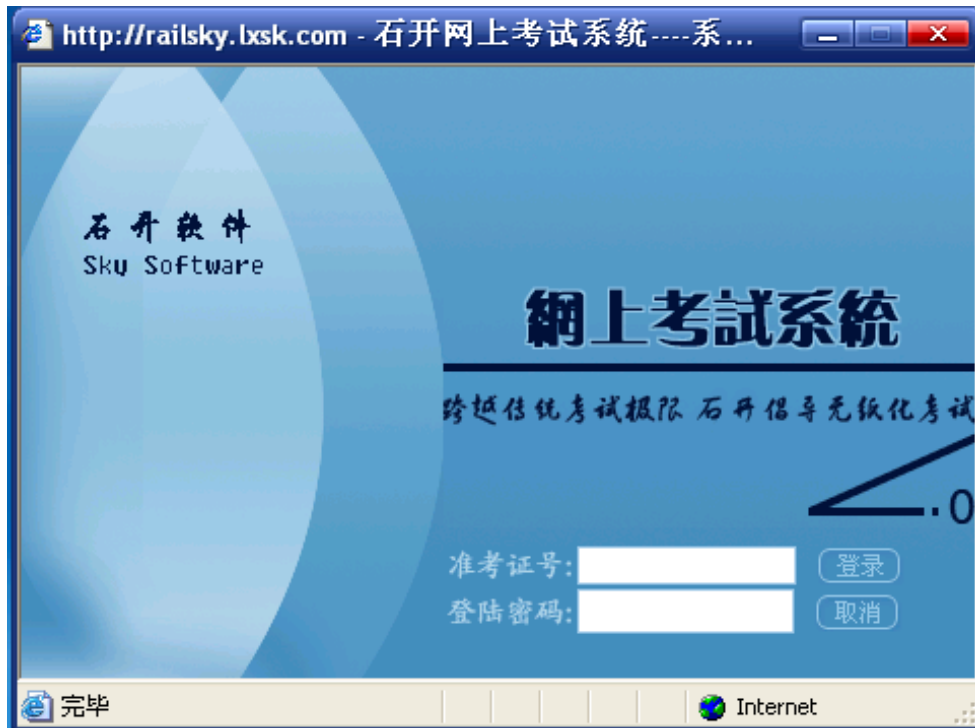 http://railsky.lxsk.com - 石开网上考试系统----系...
石开软件
Sky Software
網上考試系統
跨越传统考试极限 石开倡导无纸化考试
.0
准考证号: 登录
登陆密码: 取消
完毕 Internet